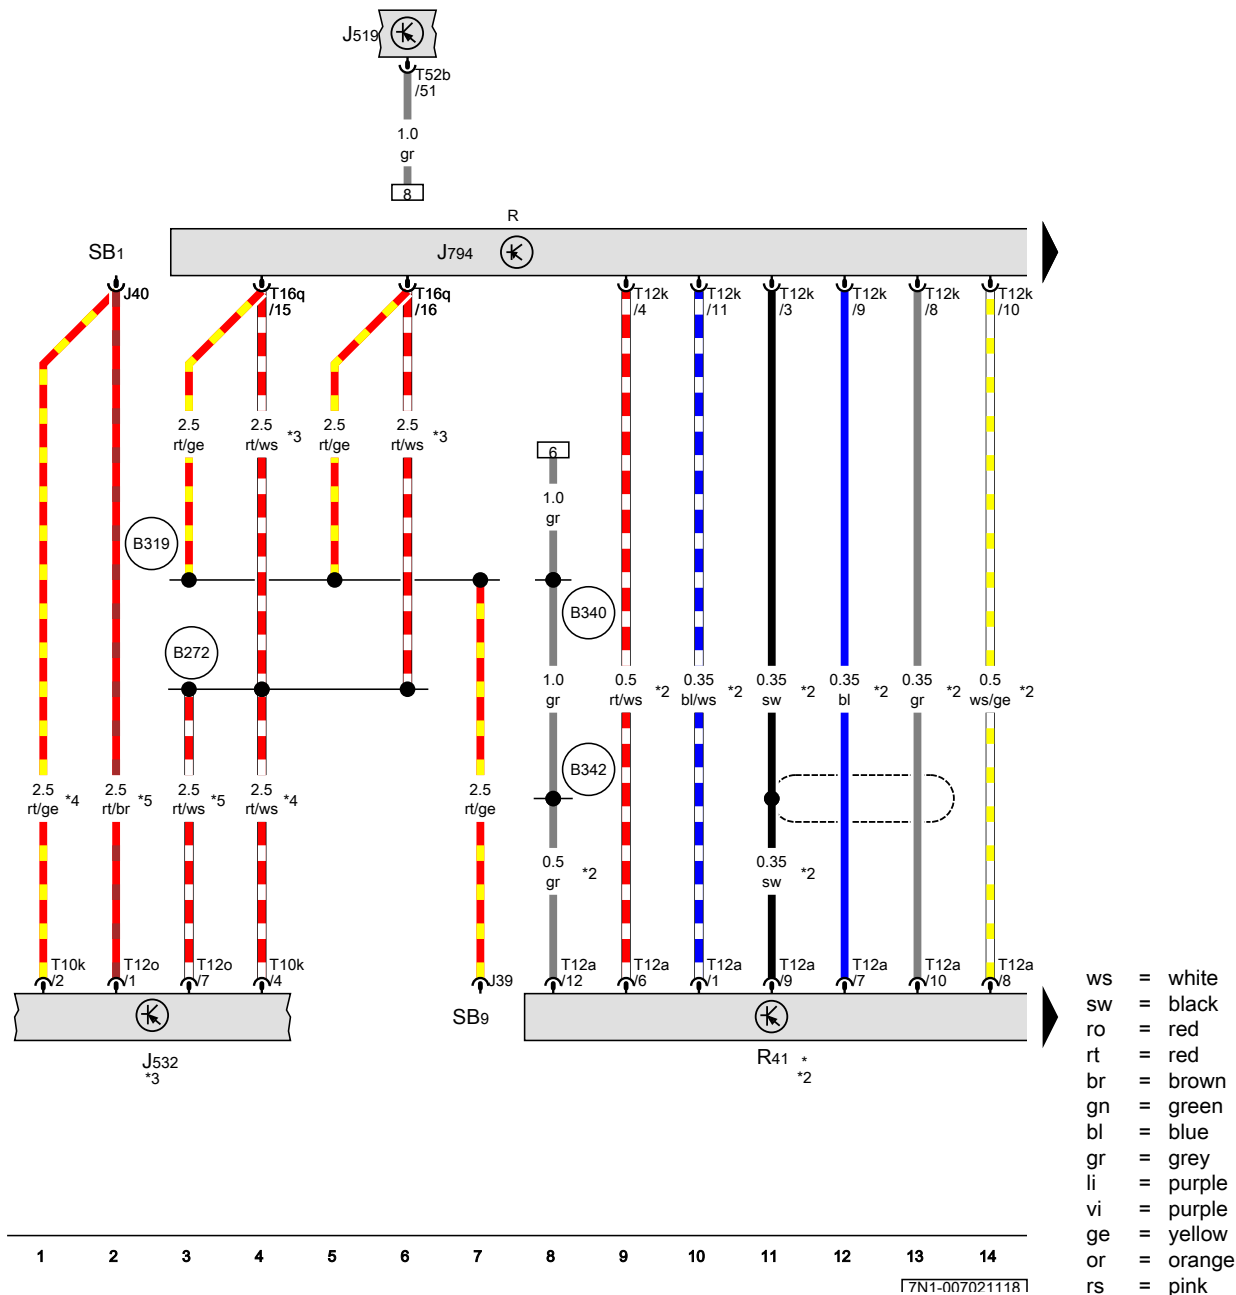 J519
T52b
/51
1.0
gr
8
R
SB1
J794
J40
T16q
/15
T16q
/16
T12k
/4
T12k
/11
T12k
/3
T12k
/9
T12k
/8
T12k
/10
2.5
rt/ge
2.5
rt/ws *3
2.5
rt/ge
2.5
rt/ws *3
6
1.0
gr
B319
B340
B272
1.0
gr
0.5
rt/ws *2
0.35
bl/ws *2
0.35
sw *2
0.35
bl *2
0.35
gr *2
0.5
ws/ge *2
B342
2.5
rt/ge *4
2.5
rt/br *5
2.5
rt/ws *5
2.5
rt/ws *4
2.5
rt/ge
0.5
gr *2
0.35
sw *2
T10k
/2
T12o
/1
T12o
/7
T10k
/4
J39
T12a
/12
T12a
/6
T12a
/1
T12a
/9
T12a
/7
T12a
/10
T12a
/8
SB9
J532
*3
R41 *
*2
ws = white
sw = black
ro = red
rt = red
br = brown
gn = green
bl = blue
gr = grey
li = purple
vi = purple
ge = yellow
or = orange
rs = pink
1 2 3 4 5 6 7 8 9 10 11 12 13 14
7N1-007021118